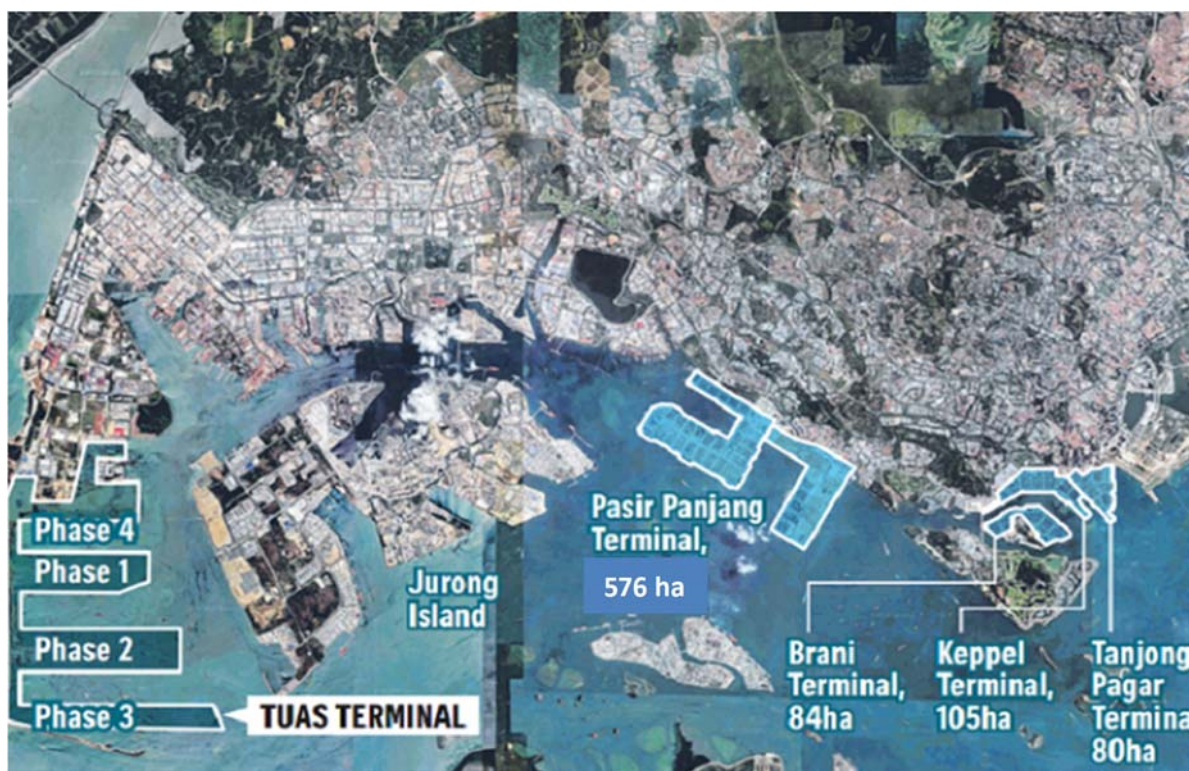 Phase 4
Phase 1
Phase 2
Phase 3
TUAS TERMINAL
Jurong
Island
Pasir Panjang
Terminal,
576 ha
Brani
Terminal,
84ha
Keppel
Terminal,
105ha
Tanjong
Pagar
Termina
80ha